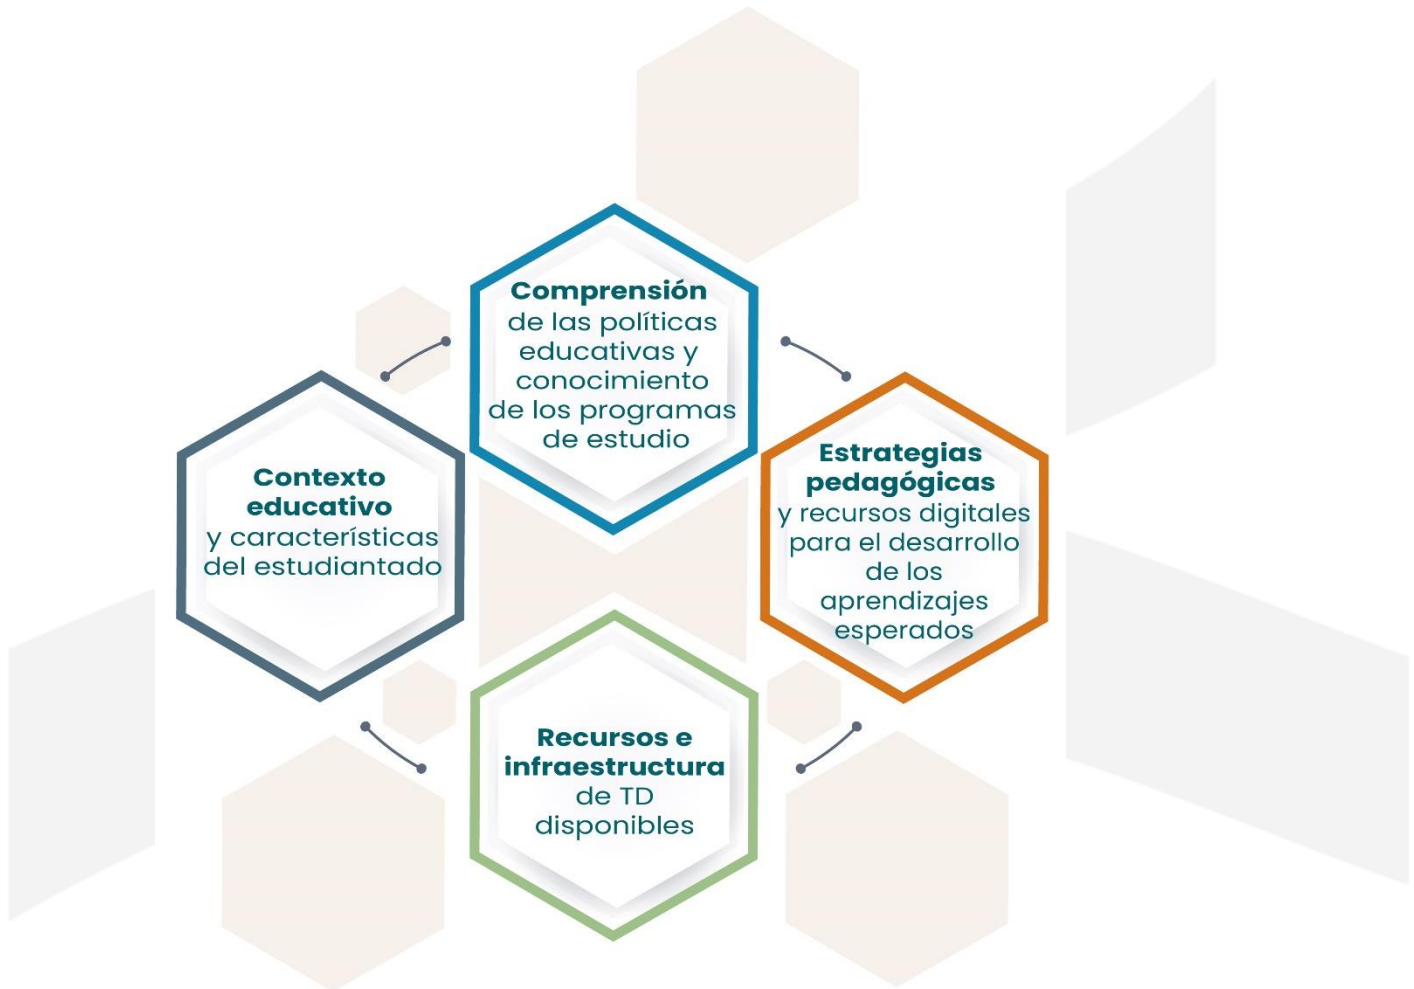 Comprensión
de las políticas
educativas y
conocimiento
de los programas
de estudio
Contexto
educativo
y características
del estudiantado
Estrategias
pedagógicas
y recursos digitales
para el desarrollo
de los
aprendizajes
esperados
Recursos e
infraestructura
de TD
disponibles